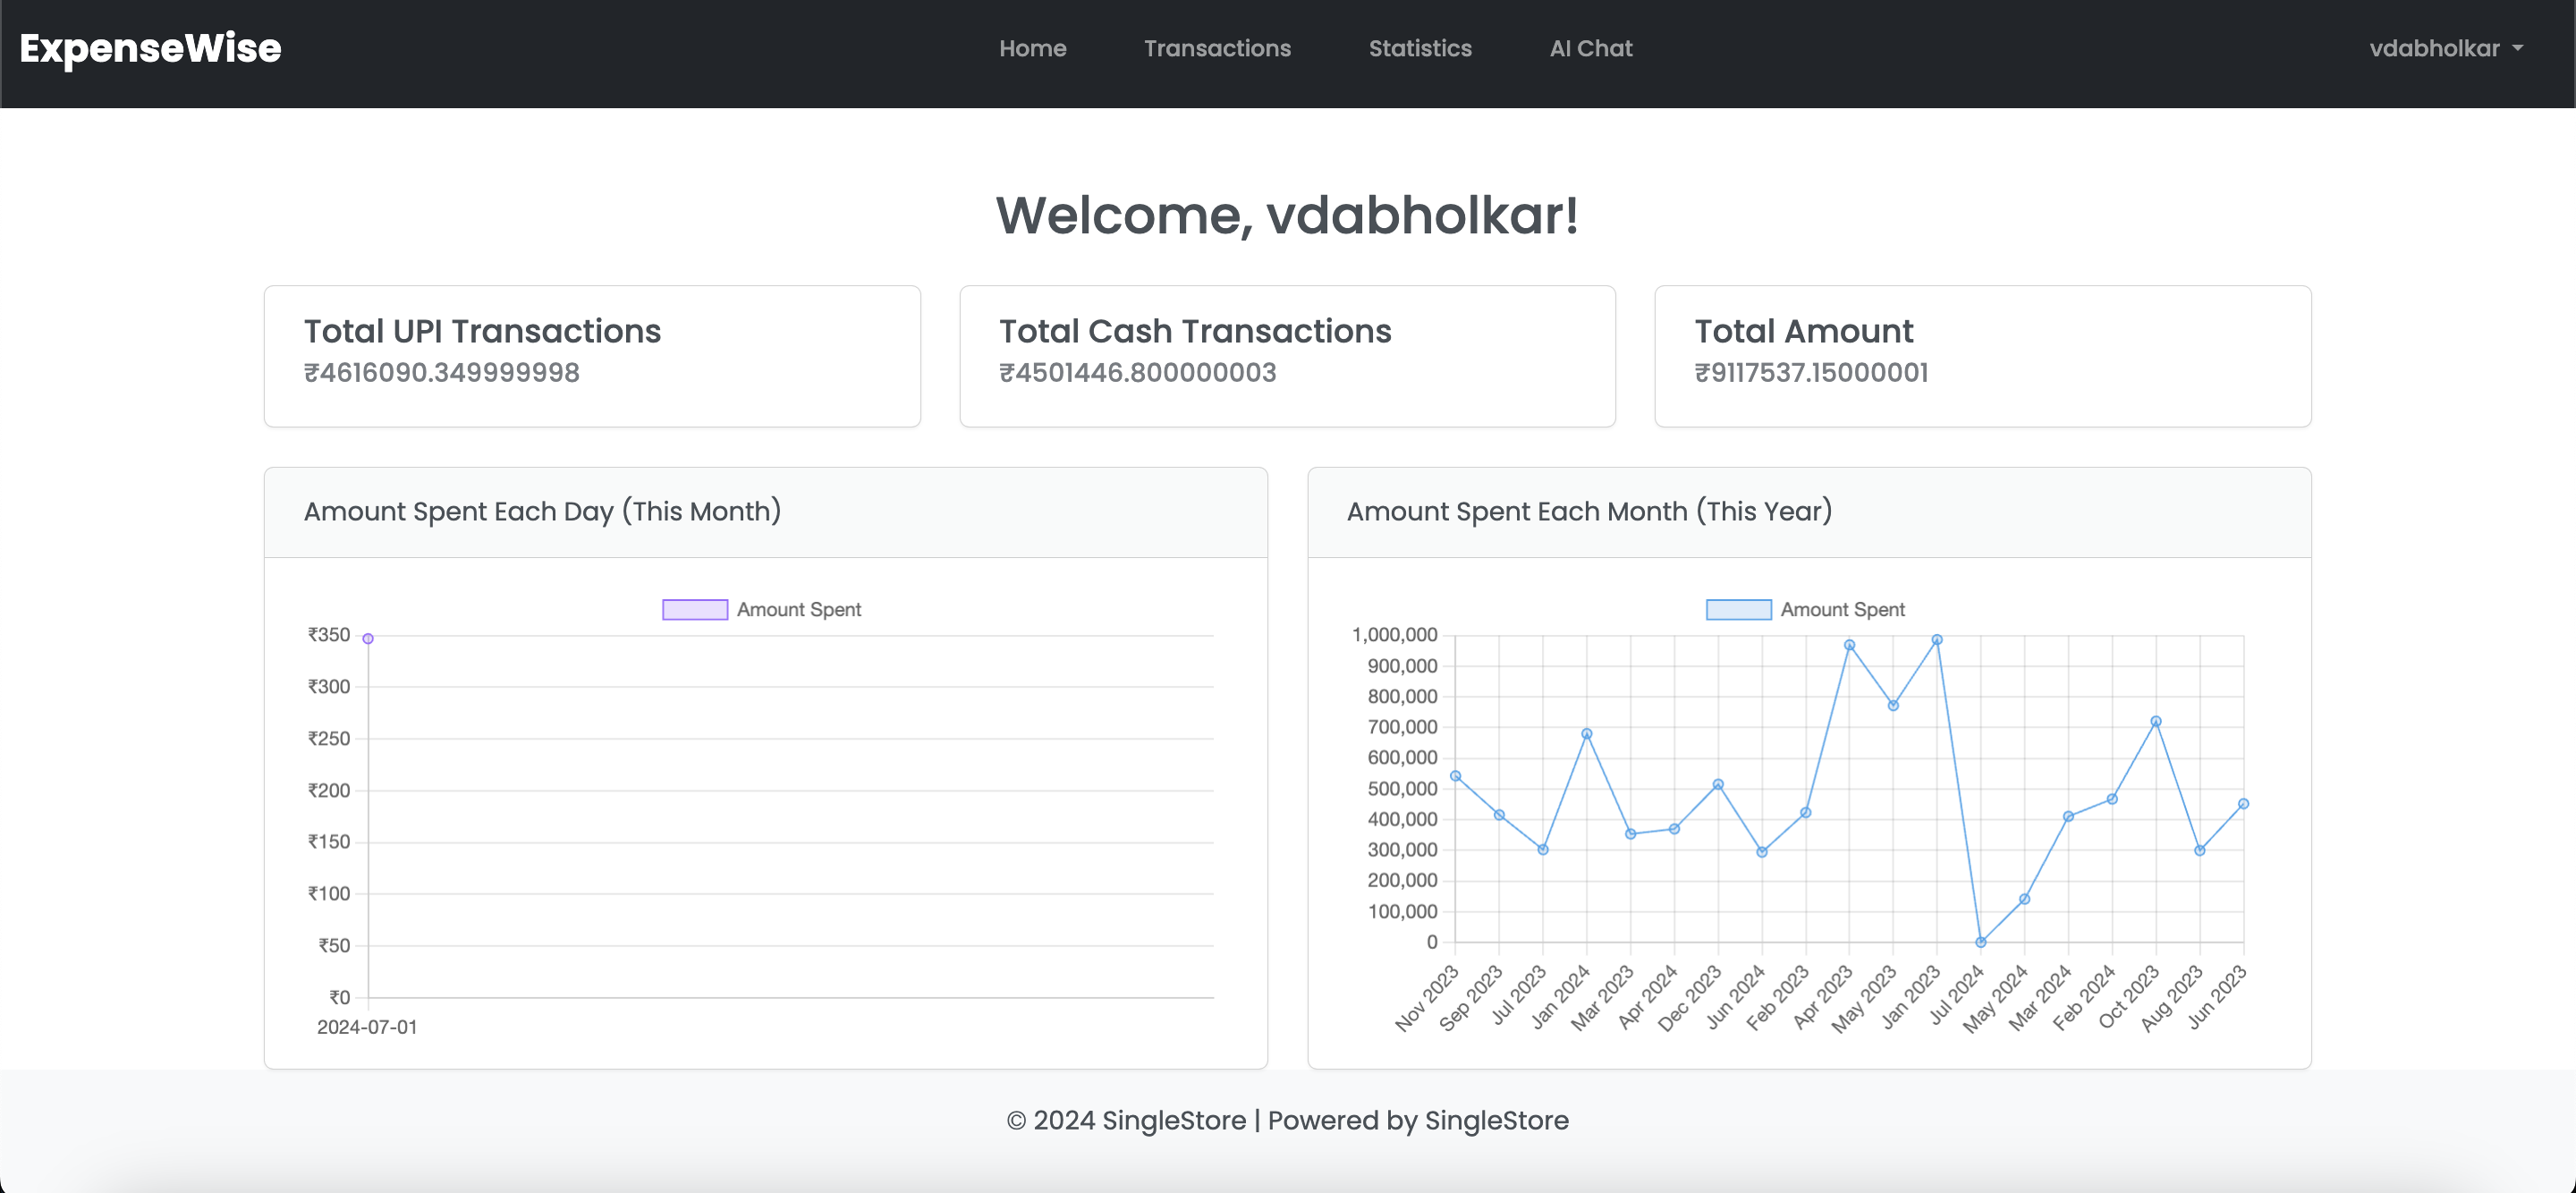 ExpenseWise
Home Transactions Statistics AI Chat
vdabholkar
Welcome, vdabholkar!
Total UPI Transactions
₹4616090.349999998
Total Cash Transactions
₹4501446.800000003
Total Amount
₹9117537.15000001
Amount Spent Each Day (This Month)
Amount Spent
₹350
₹300
₹250
₹200
₹150
₹100
₹50
₹0
2024-07-01
Amount Spent Each Month (This Year)
Amount Spent
1,000,000
900,000
800,000
700,000
600,000
500,000
400,000
300,000
200,000
100,000
0
Nov 2023
Sep 2023
Jul 2023
Jan 2024
Mar 2023
Apr 2024
Dec 2023
Jun 2024
Feb 2023
Apr 2023
May 2023
Jan 2023
Jul 2024
May 2024
Mar 2024
Feb 2024
Oct 2023
Aug 2023
Jun 2023
© 2024 SingleStore | Powered by SingleStore